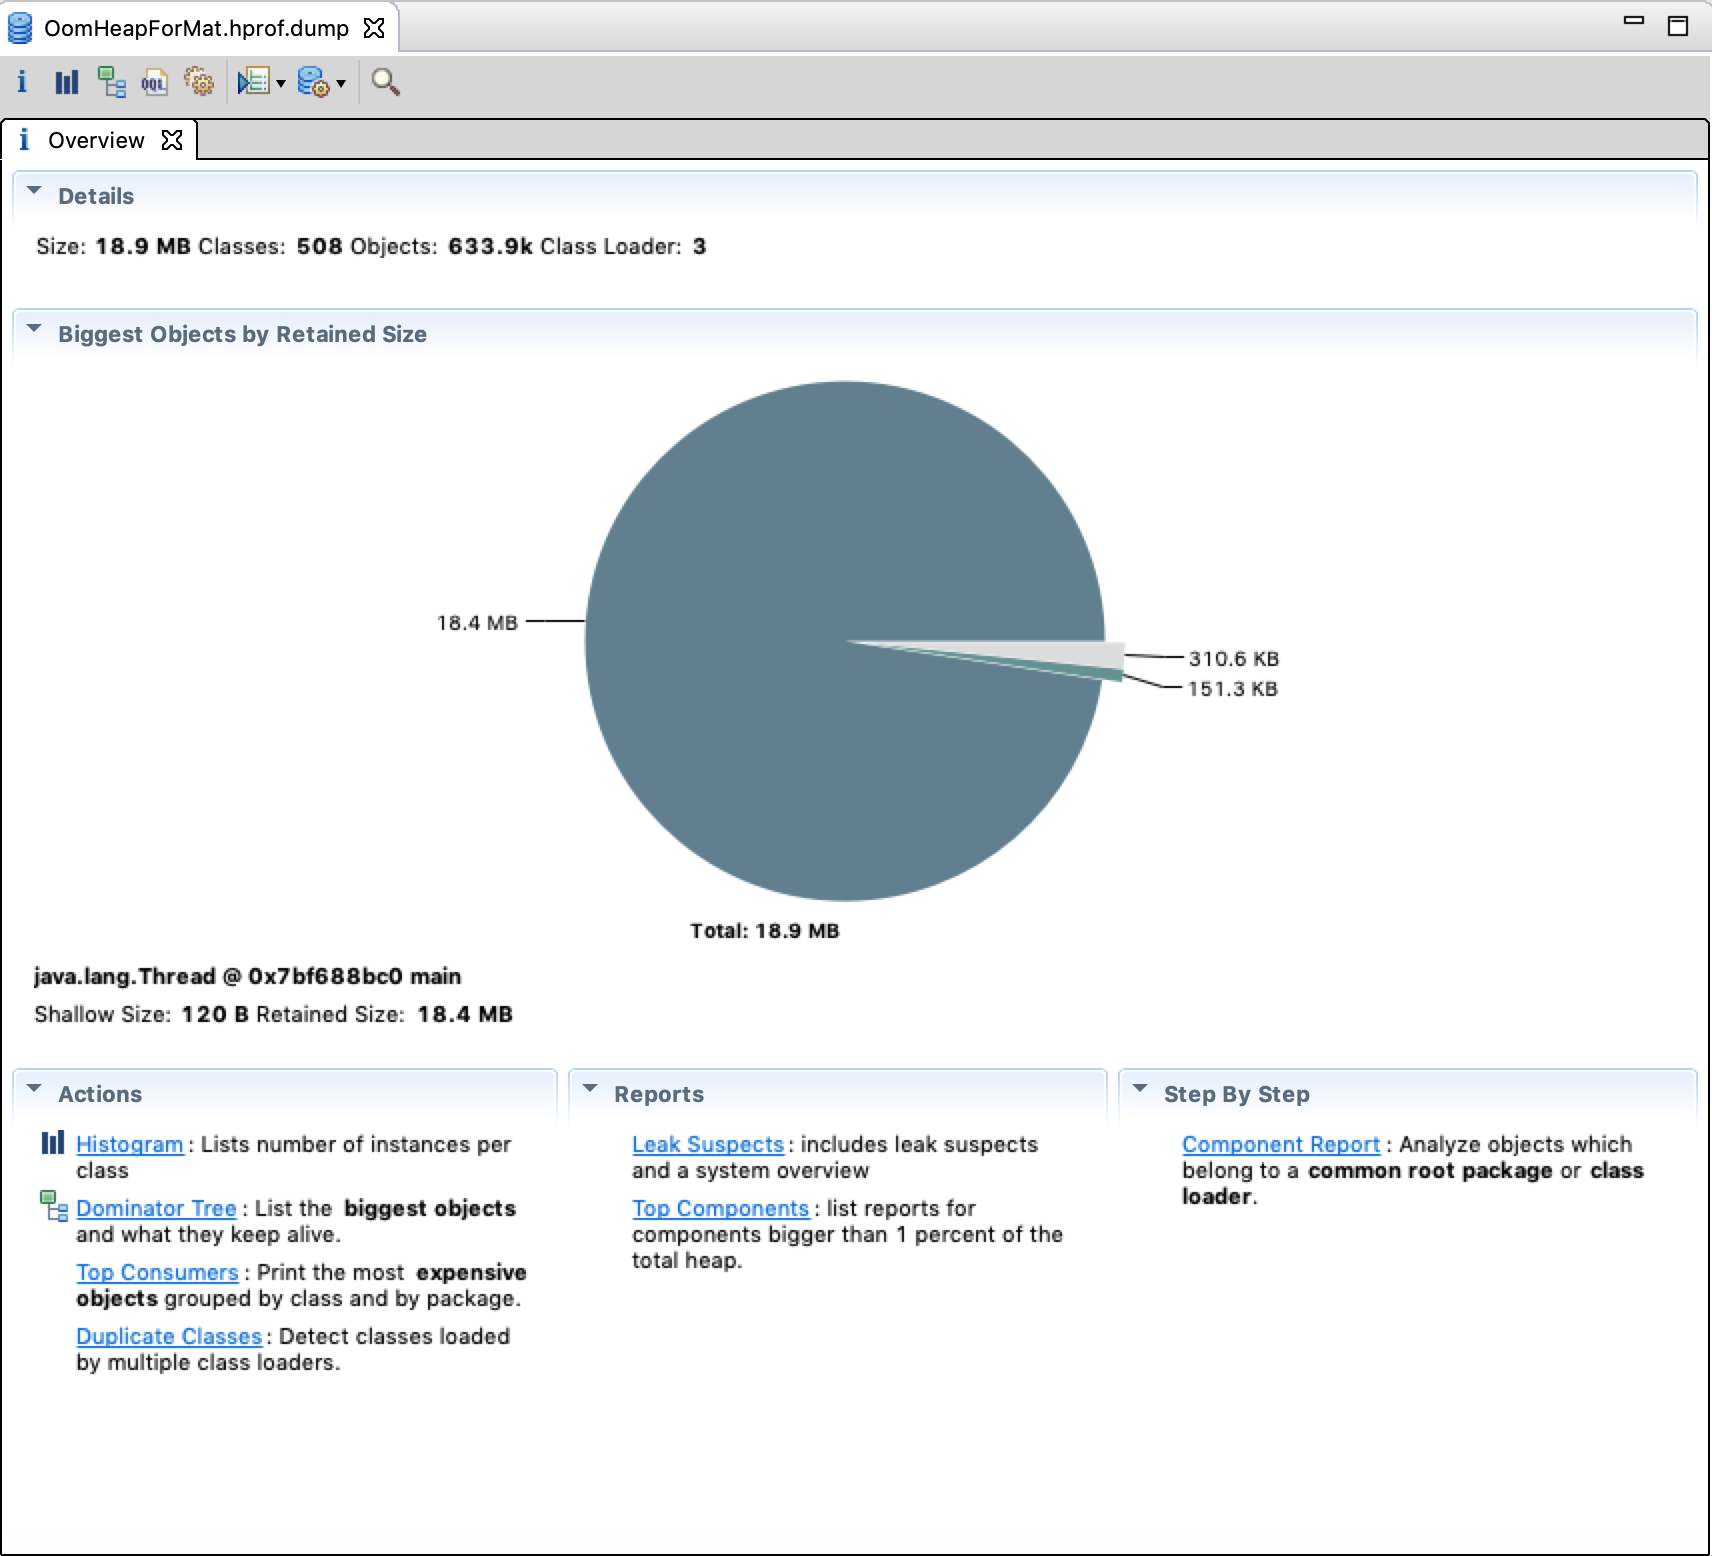 OomHeapForMat.hprof.dump
i
OQL
i Overview
Details
Size: 18.9 MB Classes: 508 Objects: 633.9k Class Loader: 3
Biggest Objects by Retained Size
18.4 MB
310.6 KB
151.3 KB
Total: 18.9 MB
java.lang.Thread @ 0x7bf688bc0 main
Shallow Size: 120 B Retained Size: 18.4 MB
Actions
Histogram : Lists number of instances per
class
Dominator Tree : List the biggest objects
and what they keep alive.
Top Consumers : Print the most expensive
objects grouped by class and by package.
Duplicate Classes : Detect classes loaded
by multiple class loaders.
Reports
Leak Suspects : includes leak suspects
and a system overview
Top Components : list reports for
components bigger than 1 percent of the
total heap.
Step By Step
Component Report : Analyze objects which
belong to a common root package or class
loader.